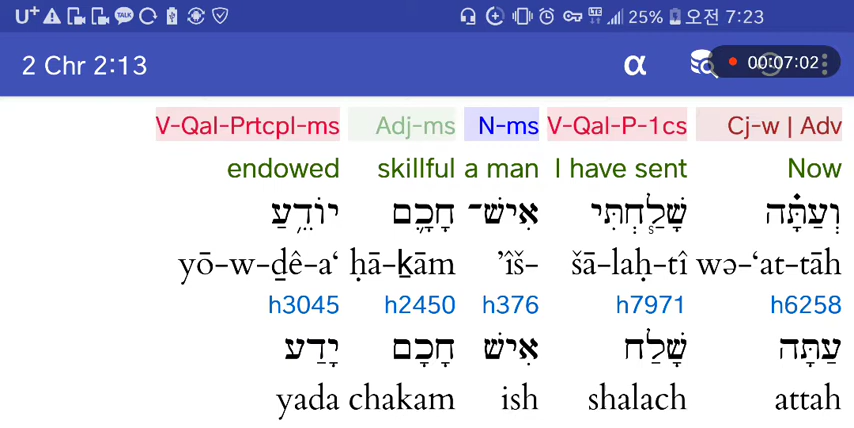 U+ TALK LTE 25% 오전 7:23
2 Chr 2:13 α 00:07:02
V-Qal-Prtcpl-ms Adj-ms N-ms V-Qal-P-1cs Cj-w | Adv
endowed skillful a man I have sent Now
וְעַתָּ֗ה שָׁלַ֧חְתִּי אִישׁ־ חָכָ֛ם יוֹדֵ֥עַ
yō-w-ḏê-a‘ ḥā-ḵām ’îš- šā-laḥ-tî wə-‘at-tāh
h3045 h2450 h376 h7971 h6258
עַתָּה שָׁלַח אִישׁ חָכָם יָדַע
yada chakam ish shalach attah